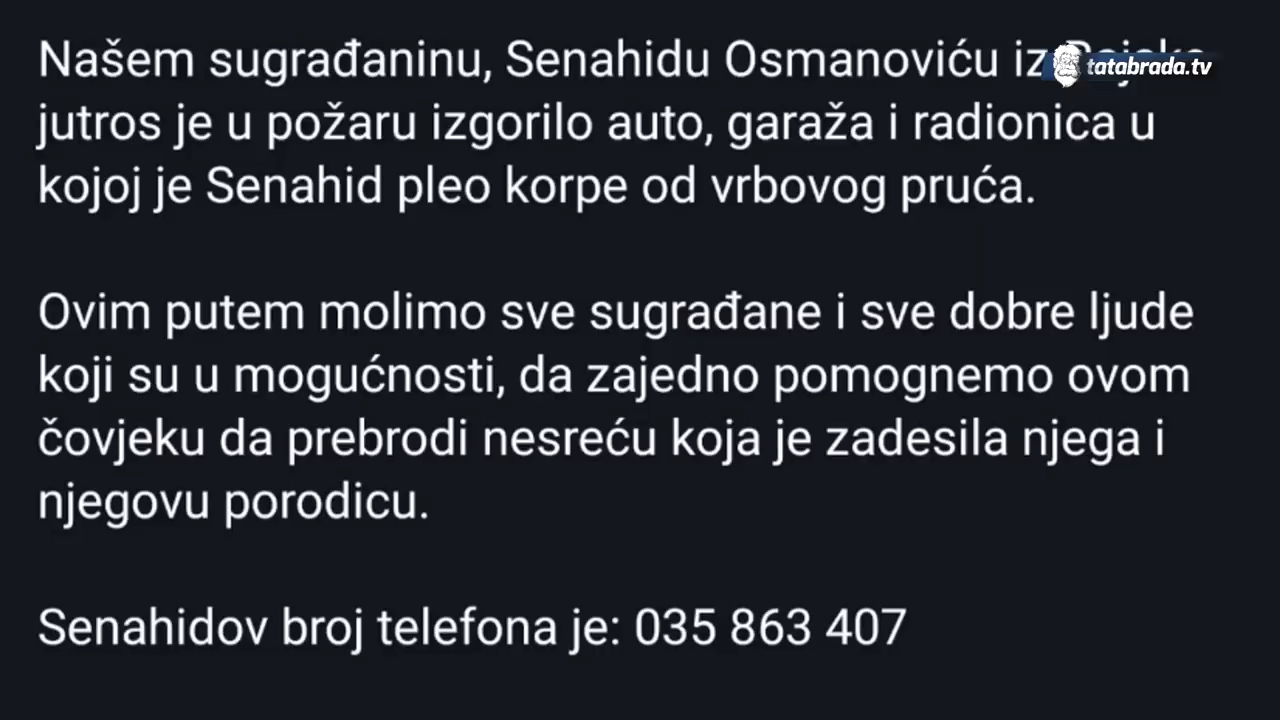 Našem sugrađaninu, Senahidu Osmanoviću iz
tatabrada.tv
jutros je u požaru izgorilo auto, garaža i radionica u
kojoj je Senahid pleo korpe od vrbovog pruća.
Ovim putem molimo sve sugrađane i sve dobre ljude
koji su u mogućnosti, da zajedno pomognemo ovom
čovjeku da prebrodi nesreću koja je zadesila njega i
njegovu porodicu.
Senahidov broj telefona je: 035 863 407